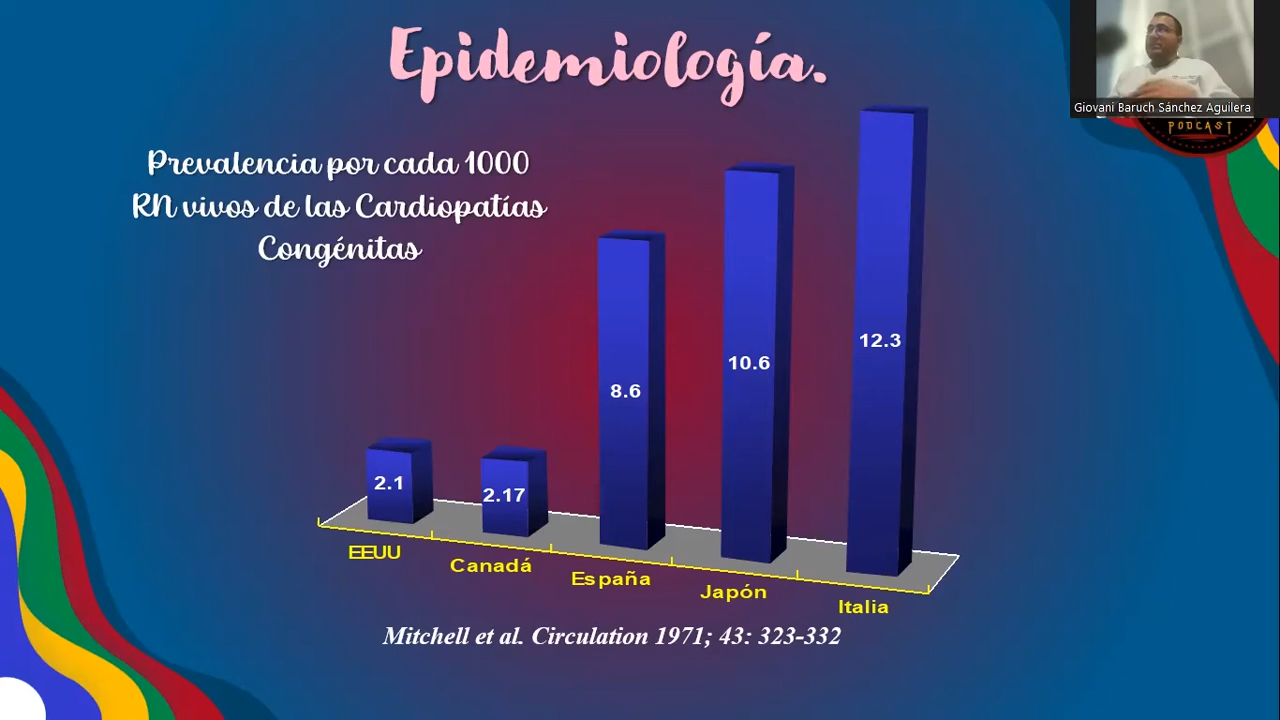 Epidemiología.
Giovani Baruch Sánchez Aguilera
PODCAST
Prevalencia por cada 1000
RN vivos de las Cardiopatías
Congénitas
2.1
2.17
8.6
10.6
12.3
EEUU
Canadá
España
Japón
Italia
Mitchell et al. Circulation 1971; 43: 323-332